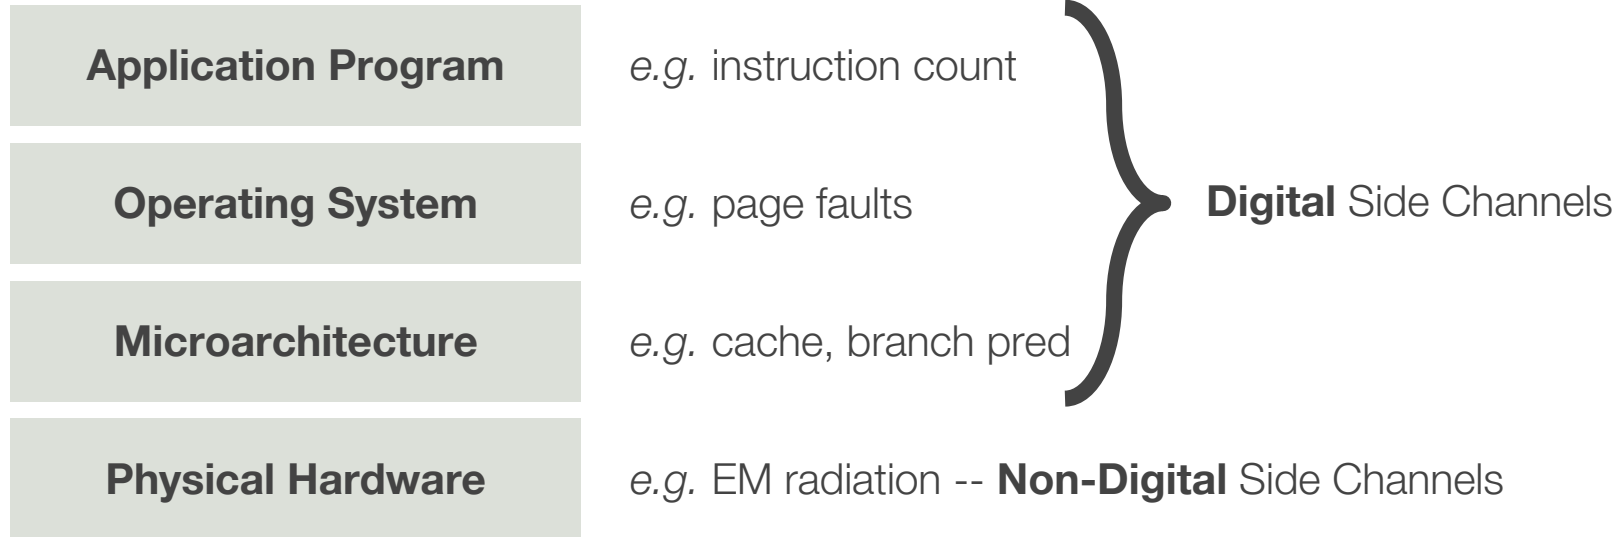 Application Program e.g. instruction count
Operating System e.g. page faults Digital Side Channels
Microarchitecture e.g. cache, branch pred
Physical Hardware e.g. EM radiation -- Non-Digital Side Channels